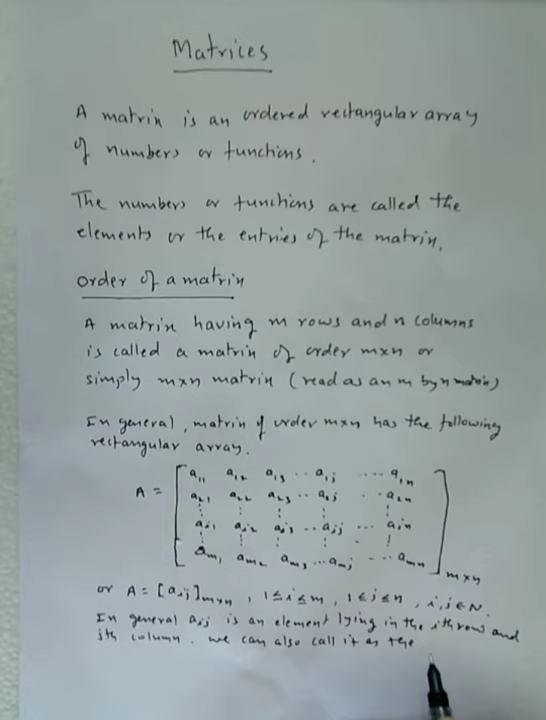 Matrices
A matrix is an ordered rectangular array
of numbers or functions.
The numbers or functions are called the
elements or the entries of the matrix.
Order of a matrix
A matrix having m rows and n columns
is called a matrix of order m×n or
simply m×n matrix (read as an m by n matrix)
In general, matrix of order m×n has the following
rectangular array.
A = [ a11 a12 a13 ... a1j .... a1n
a21 a22 a23 ... a2j .. a2n
⋮ ⋮ ⋮ ⋮ ⋮
ai1 ai2 ai3 ... aij ... ain
⋮ ⋮ ⋮ ⋮ ⋮
am1 am2 am3 ... amj ... amn ] m×n
or A = [aij]m×n , 1≤i≤m, 1≤j≤n , i,j∈N.
In general aij is an element lying in the ith row and
jth column. we can also call it as the